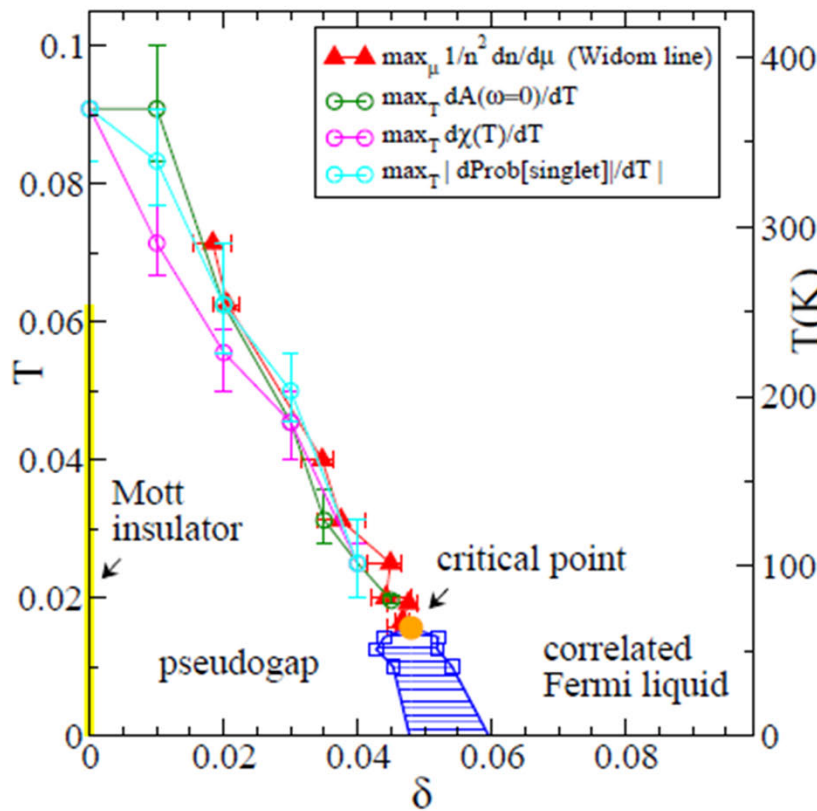 0.1
0.08
0.06
0.04
0.02
0
T
max_μ 1/n² dn/dμ (Widom line)
max_T dA(ω=0)/dT
max_T dχ(T)/dT
max_T | dProb[singlet]|/dT |
400
300
200
100
0
T(K)
Mott
insulator
critical point
pseudogap
correlated
Fermi liquid
0 0.02 0.04 0.06 0.08
δ